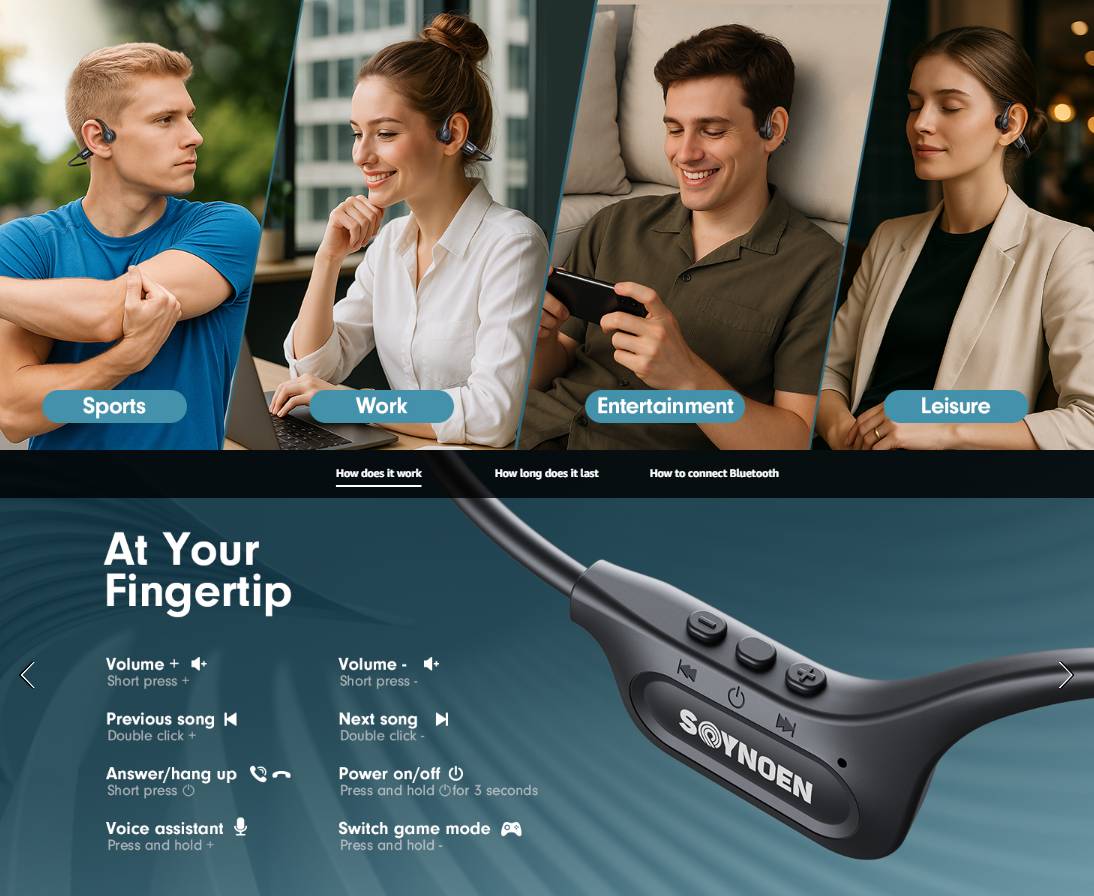 Sports
Work
Entertainment
Leisure
How does it work
How long does it last
How to connect Bluetooth
At Your
Fingertip
Volume +
Short press +
Volume -
Short press -
Previous song
Double click +
Next song
Double click -
Answer/hang up
Short press
Power on/off
Press and hold for 3 seconds
Voice assistant
Press and hold +
Switch game mode
Press and hold -
SOYNOEN